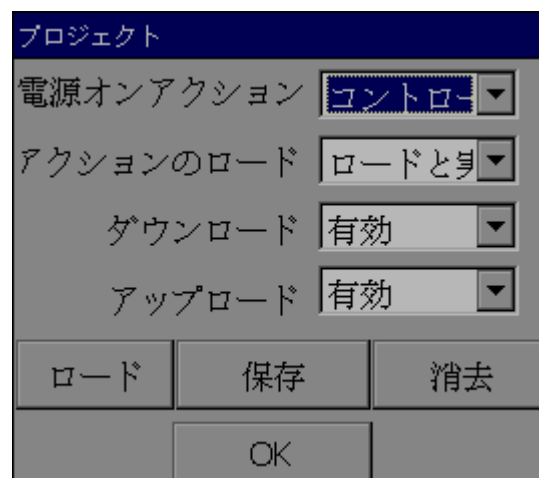 プロジェクト
電源オンアクション コントロー
アクションのロード ロードと
ダウンロード 有効
アップロード 有効
ロード 保存 消去
OK